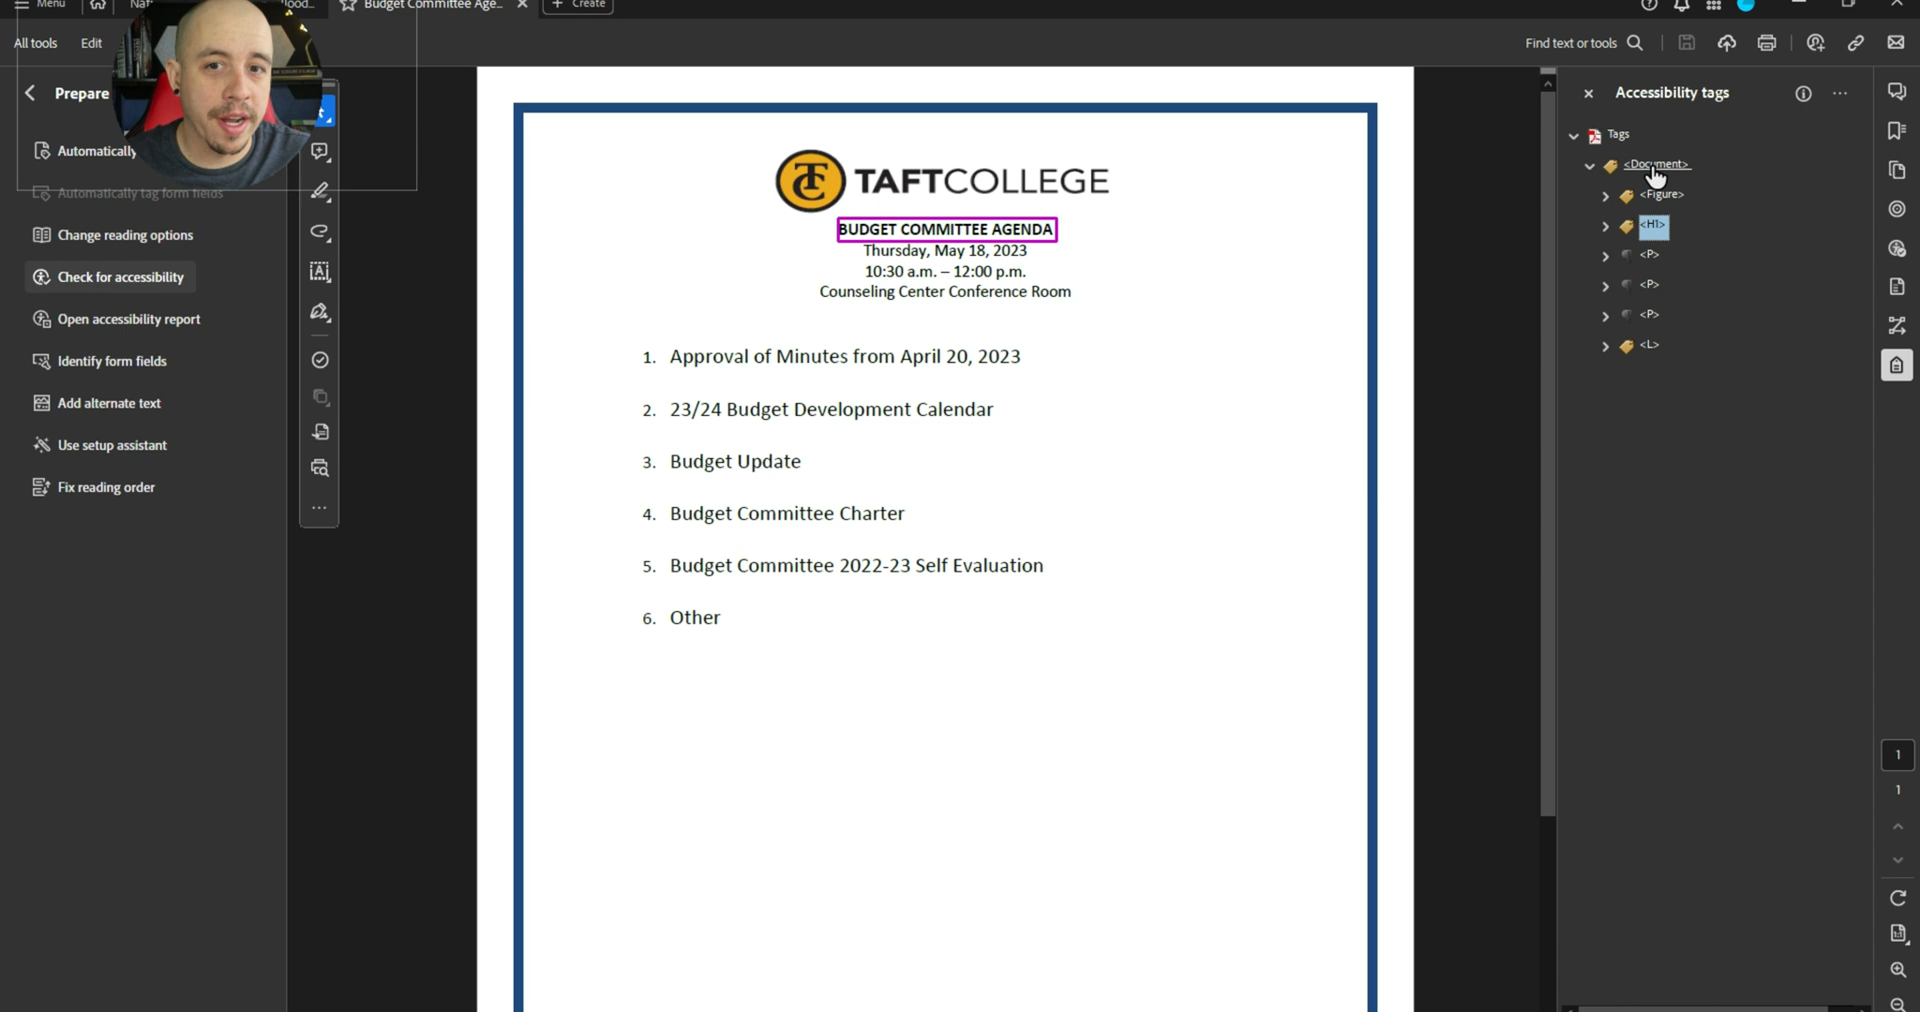 Menu
Budget Committee Age...
Create
All tools
Edit
Find text or tools
Prepare
Automatically
Automatically tag form fields
Change reading options
Check for accessibility
Open accessibility report
Identify form fields
Add alternate text
Use setup assistant
Fix reading order
TAFTCOLLEGE
BUDGET COMMITTEE AGENDA
Thursday, May 18, 2023
10:30 a.m. – 12:00 p.m.
Counseling Center Conference Room
1. Approval of Minutes from April 20, 2023
2. 23/24 Budget Development Calendar
3. Budget Update
4. Budget Committee Charter
5. Budget Committee 2022-23 Self Evaluation
6. Other
Accessibility tags
Tags
<Document>
<Figure>
<H1>
<P>
<P>
<P>
<L>
1
1